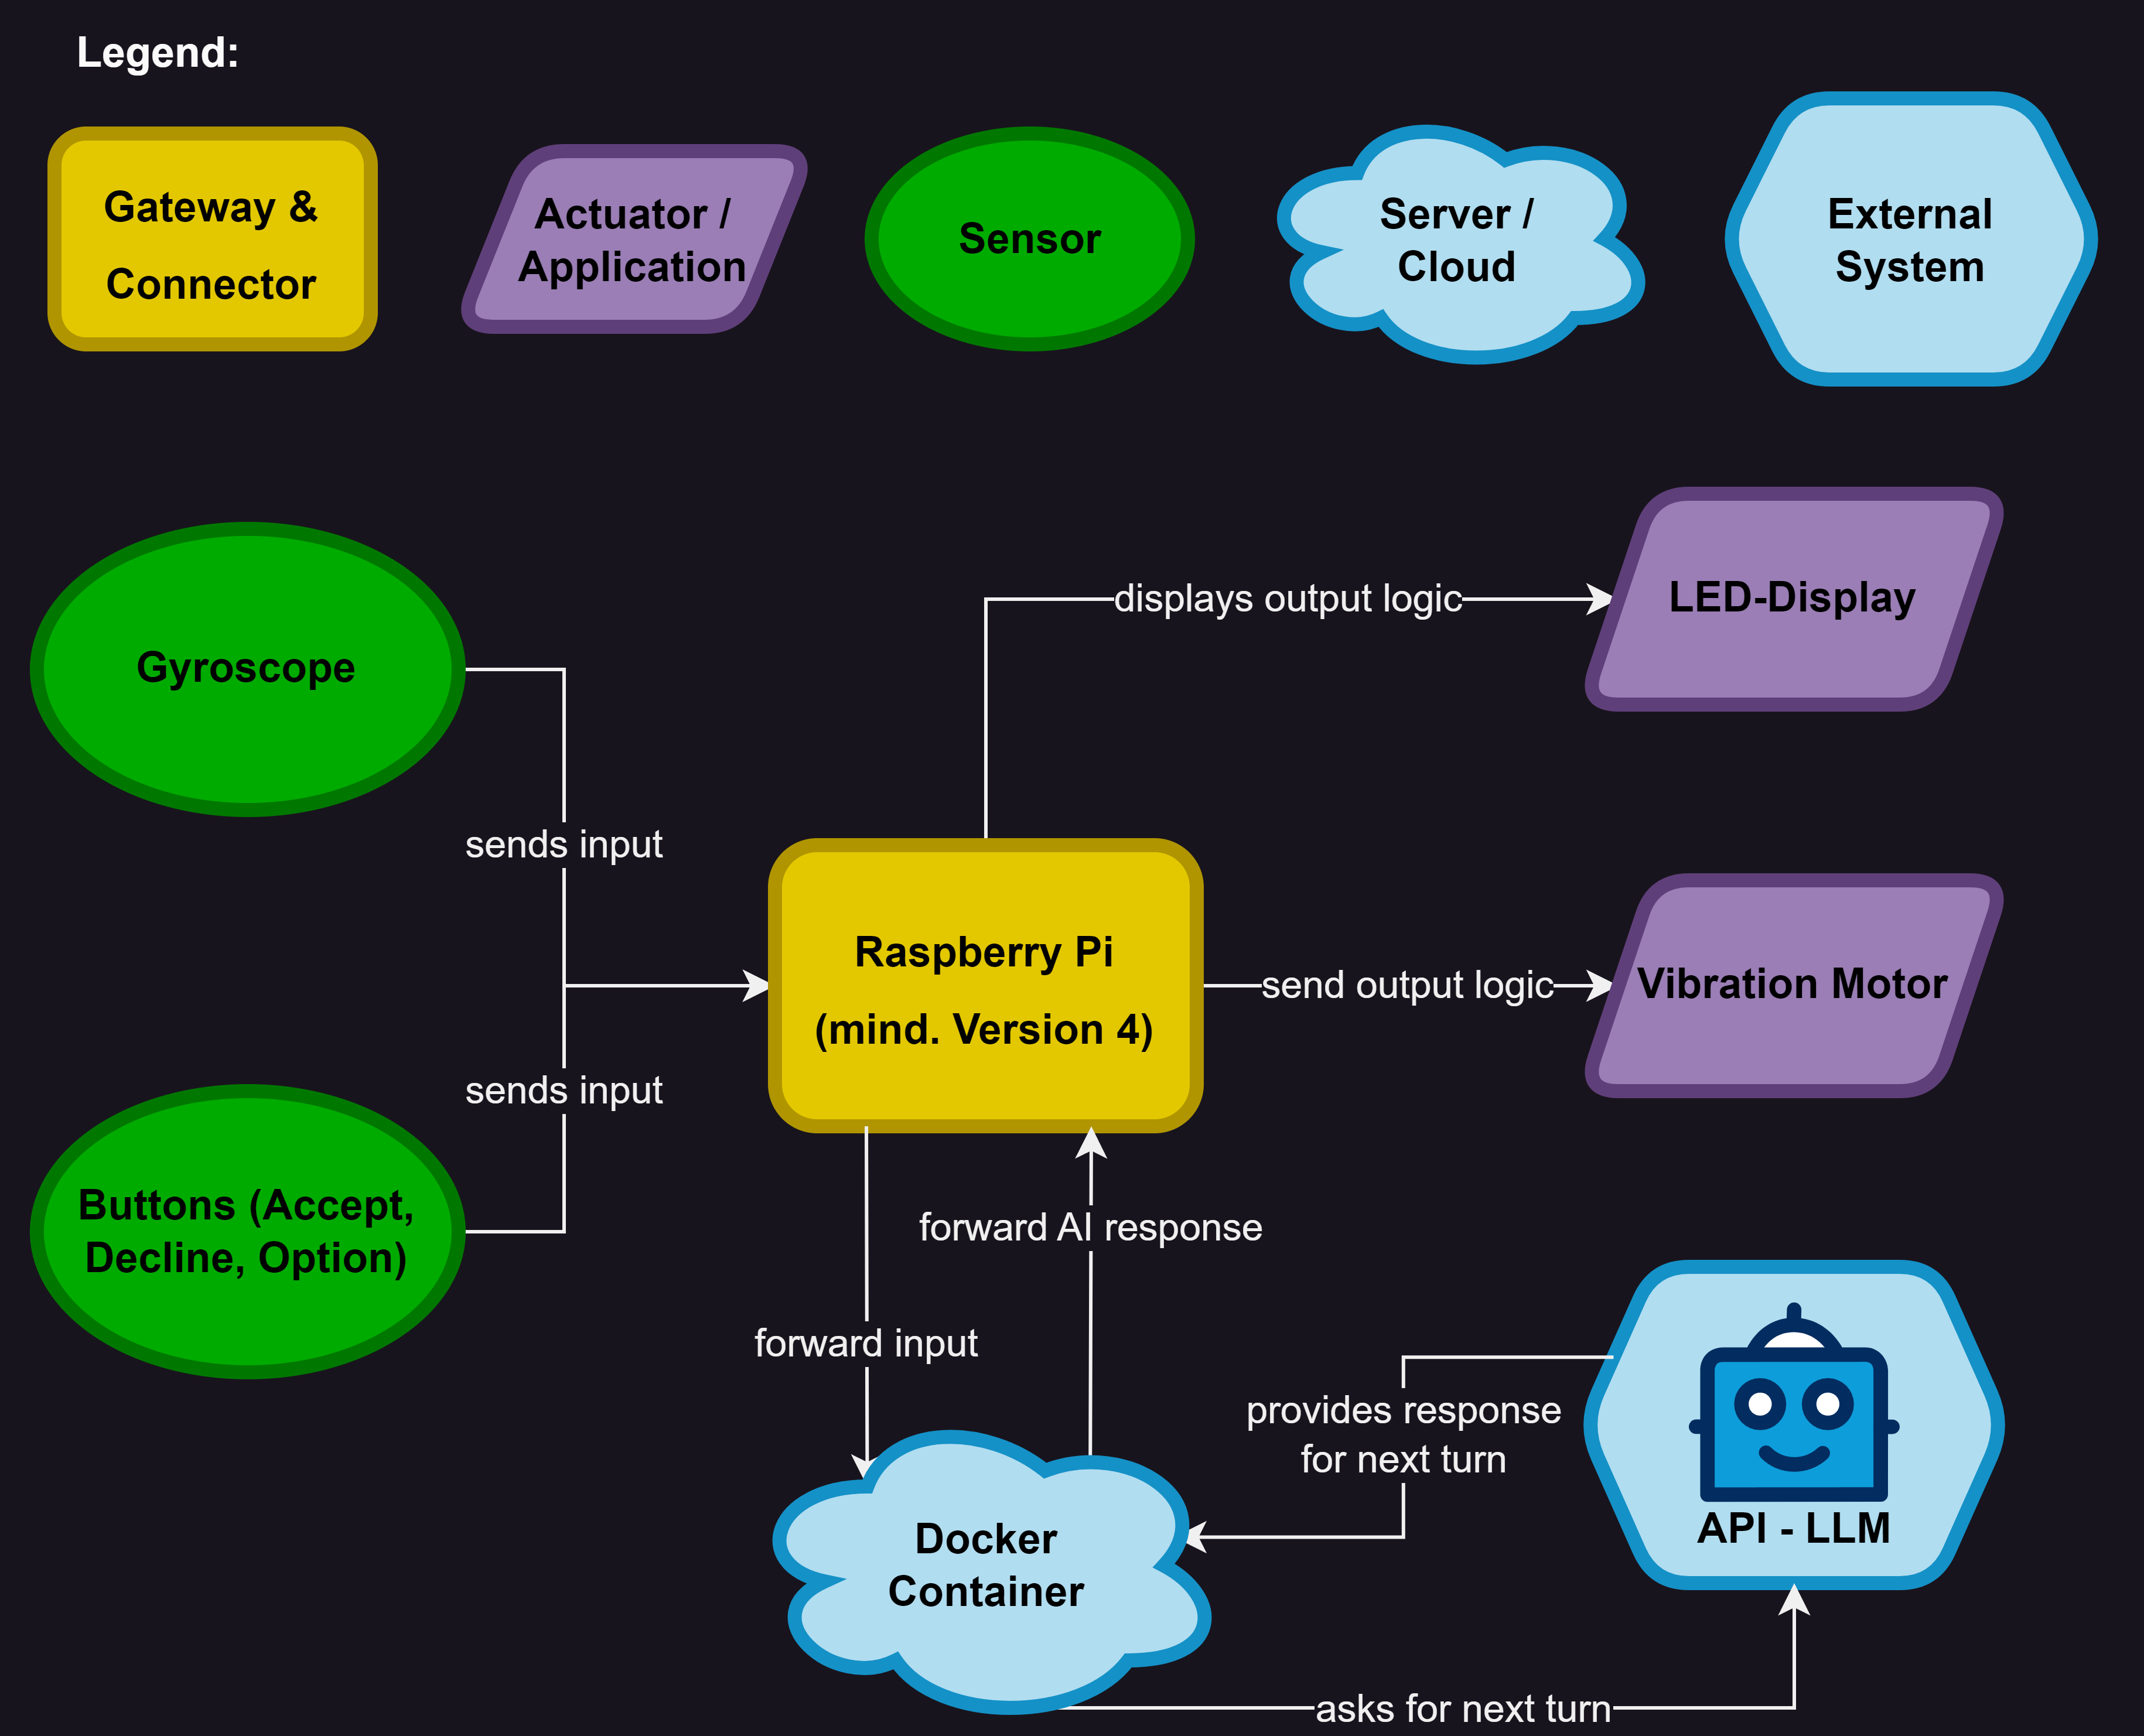 Legend:
Gateway &
Connector
Actuator /
Application
Sensor
Server /
Cloud
External
System
displays output logic
LED-Display
Gyroscope
sends input
Raspberry Pi
(mind. Version 4)
send output logic
Vibration Motor
sends input
Buttons (Accept,
Decline, Option)
forward AI response
forward input
provides response
for next turn
API - LLM
Docker
Container
asks for next turn